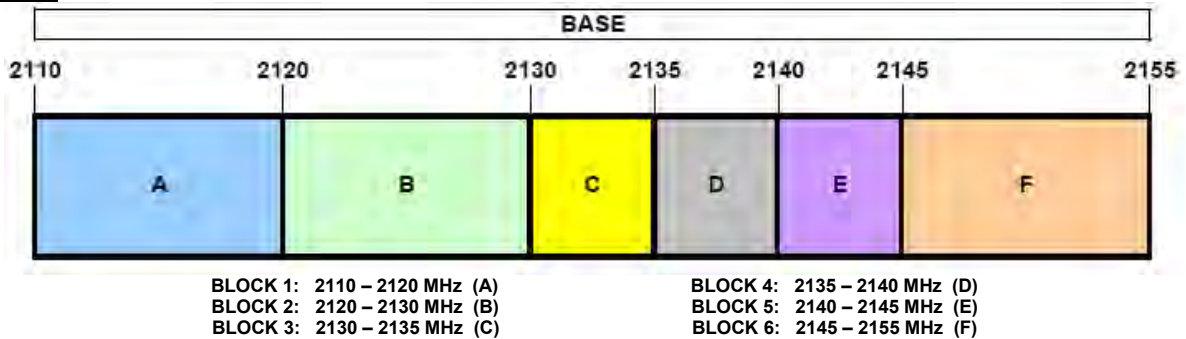 BASE
2110 2120 2130 2135 2140 2145 2155
A B C D E F
BLOCK 1: 2110 – 2120 MHz (A)
BLOCK 2: 2120 – 2130 MHz (B)
BLOCK 3: 2130 – 2135 MHz (C)
BLOCK 4: 2135 – 2140 MHz (D)
BLOCK 5: 2140 – 2145 MHz (E)
BLOCK 6: 2145 – 2155 MHz (F)